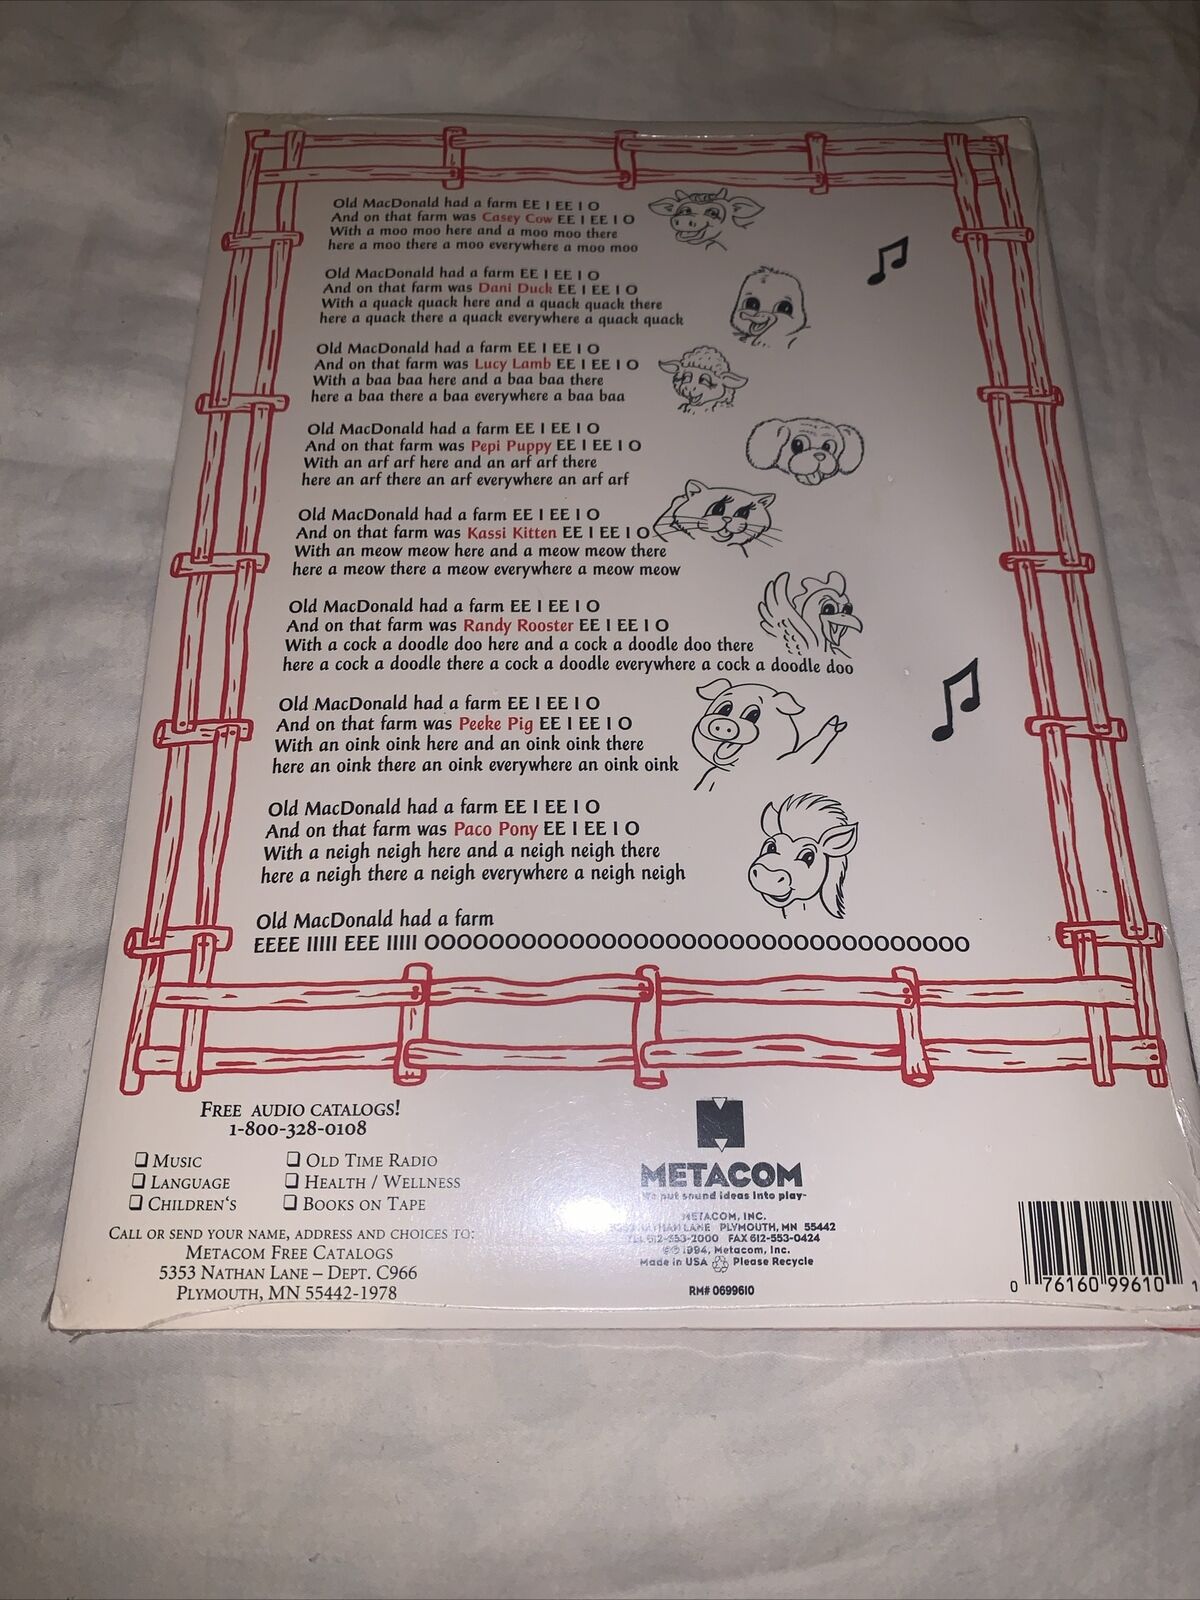 Old MacDonald had a farm EE I EE I O
And on that farm was Casey Cow EE I EE I O
With a moo moo here and a moo moo there
here a moo there a moo everywhere a moo moo
Old MacDonald had a farm EE I EE I O
And on that farm was Dani Duck EE I EE I O
With a quack quack here and a quack quack there
here a quack there a quack everywhere a quack quack
Old MacDonald had a farm EE I EE I O
And on that farm was Lucy Lamb EE I EE I O
With a baa baa here and a baa baa there
here a baa there a baa everywhere a baa baa
Old MacDonald had a farm EE I EE I O
And on that farm was Pepi Puppy EE I EE I O
With an arf arf here and an arf arf there
here an arf there an arf everywhere an arf arf
Old MacDonald had a farm EE I EE I O
And on that farm was Kassi Kitten EE I EE I O
With an meow meow here and a meow meow there
here a meow there a meow everywhere a meow meow
Old MacDonald had a farm EE I EE I O
And on that farm was Randy Rooster EE I EE I O
With a cock a doodle doo here and a cock a doodle doo there
here a cock a doodle there a cock a doodle everywhere a cock a doodle doo
Old MacDonald had a farm EE I EE I O
And on that farm was Peeke Pig EE I EE I O
With an oink oink here and an oink oink there
here an oink there an oink everywhere an oink oink
Old MacDonald had a farm EE I EE I O
And on that farm was Paco Pony EE I EE I O
With a neigh neigh here and a neigh neigh there
here a neigh there a neigh everywhere a neigh neigh
Old MacDonald had a farm
EEEE IIIII EEE IIIII OOOOOOOOOOOOOOOOOOOOOOOOOOOOOOOOOO
FREE AUDIO CATALOGS!
1-800-328-0108
MUSIC
LANGUAGE
CHILDREN'S
OLD TIME RADIO
HEALTH / WELLNESS
BOOKS ON TAPE
CALL OR SEND YOUR NAME, ADDRESS AND CHOICES TO:
METACOM FREE CATALOGS
5353 NATHAN LANE – DEPT. C966
PLYMOUTH, MN 55442-1978
METACOM
We put sound ideas into play
METACOM, INC.
NATHAN LANE PLYMOUTH, MN 55442
TEL 612-553-2000 FAX 612-553-0424
©℗ 1994, Metacom, Inc.
Made in USA Please Recycle
RM# 0699610
0 76160 99610 1